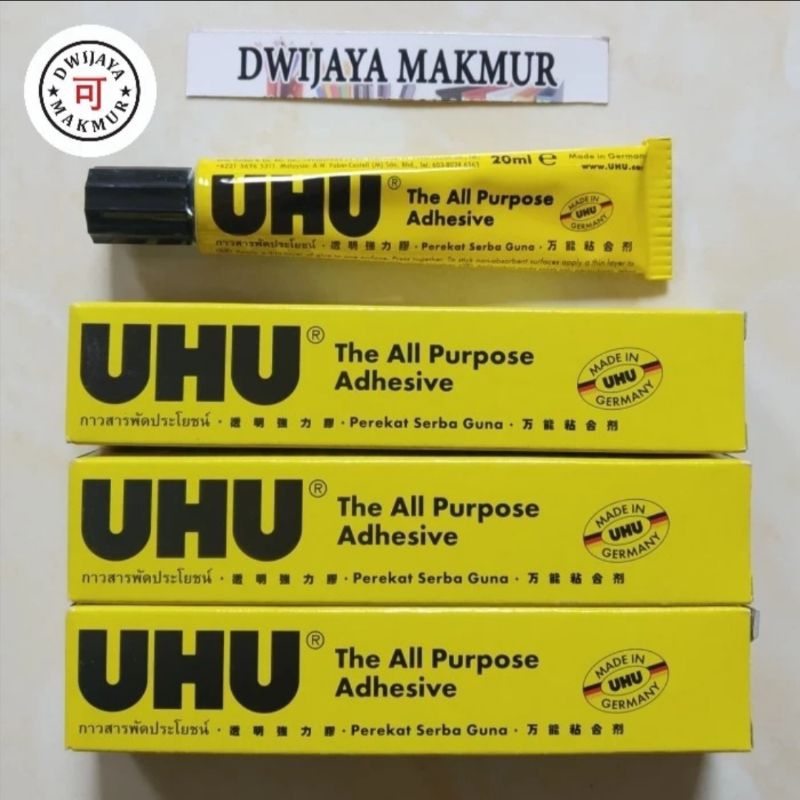 DWIJAYA
可
MAKMUR
DWIJAYA MAKMUR
20ml e Made in Germany
www.UHU.co
UHU® The All Purpose
Adhesive
MADE IN
UHU
GERMANY
กาวสารพัดประโยชน์ · 透明強力膠 · Perekat Serba Guna · 万能粘合剂
UHU® The All Purpose
Adhesive
MADE IN
UHU
GERMANY
กาวสารพัดประโยชน์ · 透明強力膠 · Perekat Serba Guna · 万能粘合剂
UHU® The All Purpose
Adhesive
MADE IN
UHU
GERMANY
กาวสารพัดประโยชน์ · 透明強力膠 · Perekat Serba Guna · 万能粘合剂
UHU® The All Purpose
Adhesive
MADE IN
UHU
GERMANY
กาวสารพัดประโยชน์ · 透明強力膠 · Perekat Serba Guna · 万能粘合剂